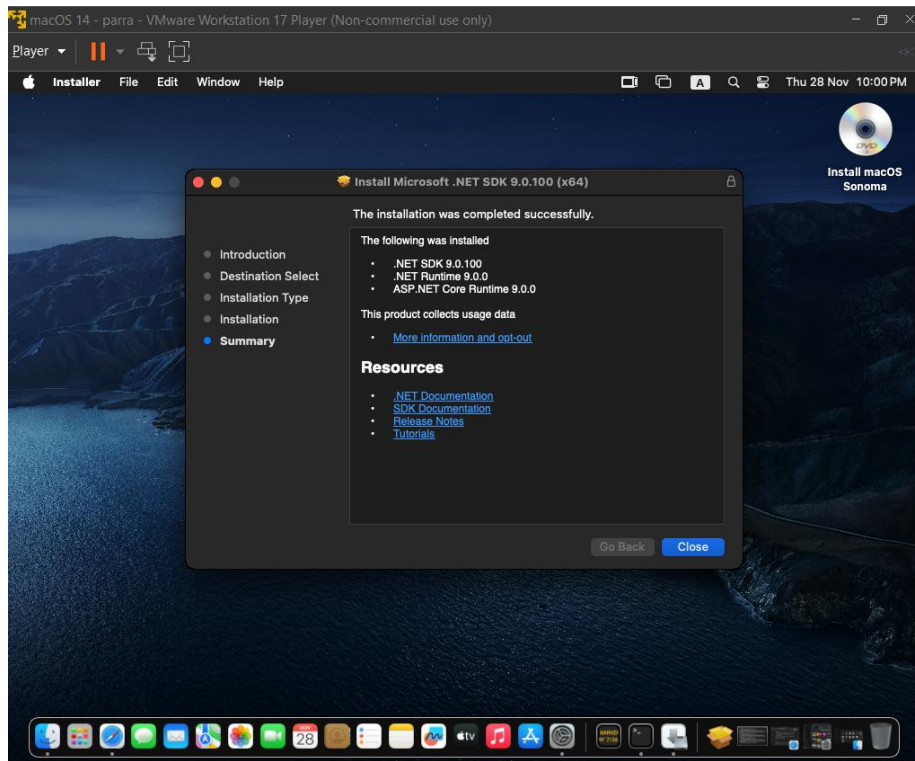 macOS 14 - parra - VMware Workstation 17 Player (Non-commercial use only)
Player
Installer File Edit Window Help
A
Thu 28 Nov 10:00 PM
DVD
Install macOS
Sonoma
Install Microsoft .NET SDK 9.0.100 (x64)
The installation was completed successfully.
Introduction
Destination Select
Installation Type
Installation
Summary
The following was installed
• .NET SDK 9.0.100
• .NET Runtime 9.0.0
• ASP.NET Core Runtime 9.0.0
This product collects usage data
• More information and opt-out
Resources
• .NET Documentation
• SDK Documentation
• Release Notes
• Tutorials
Go Back Close
NOV
28
tv